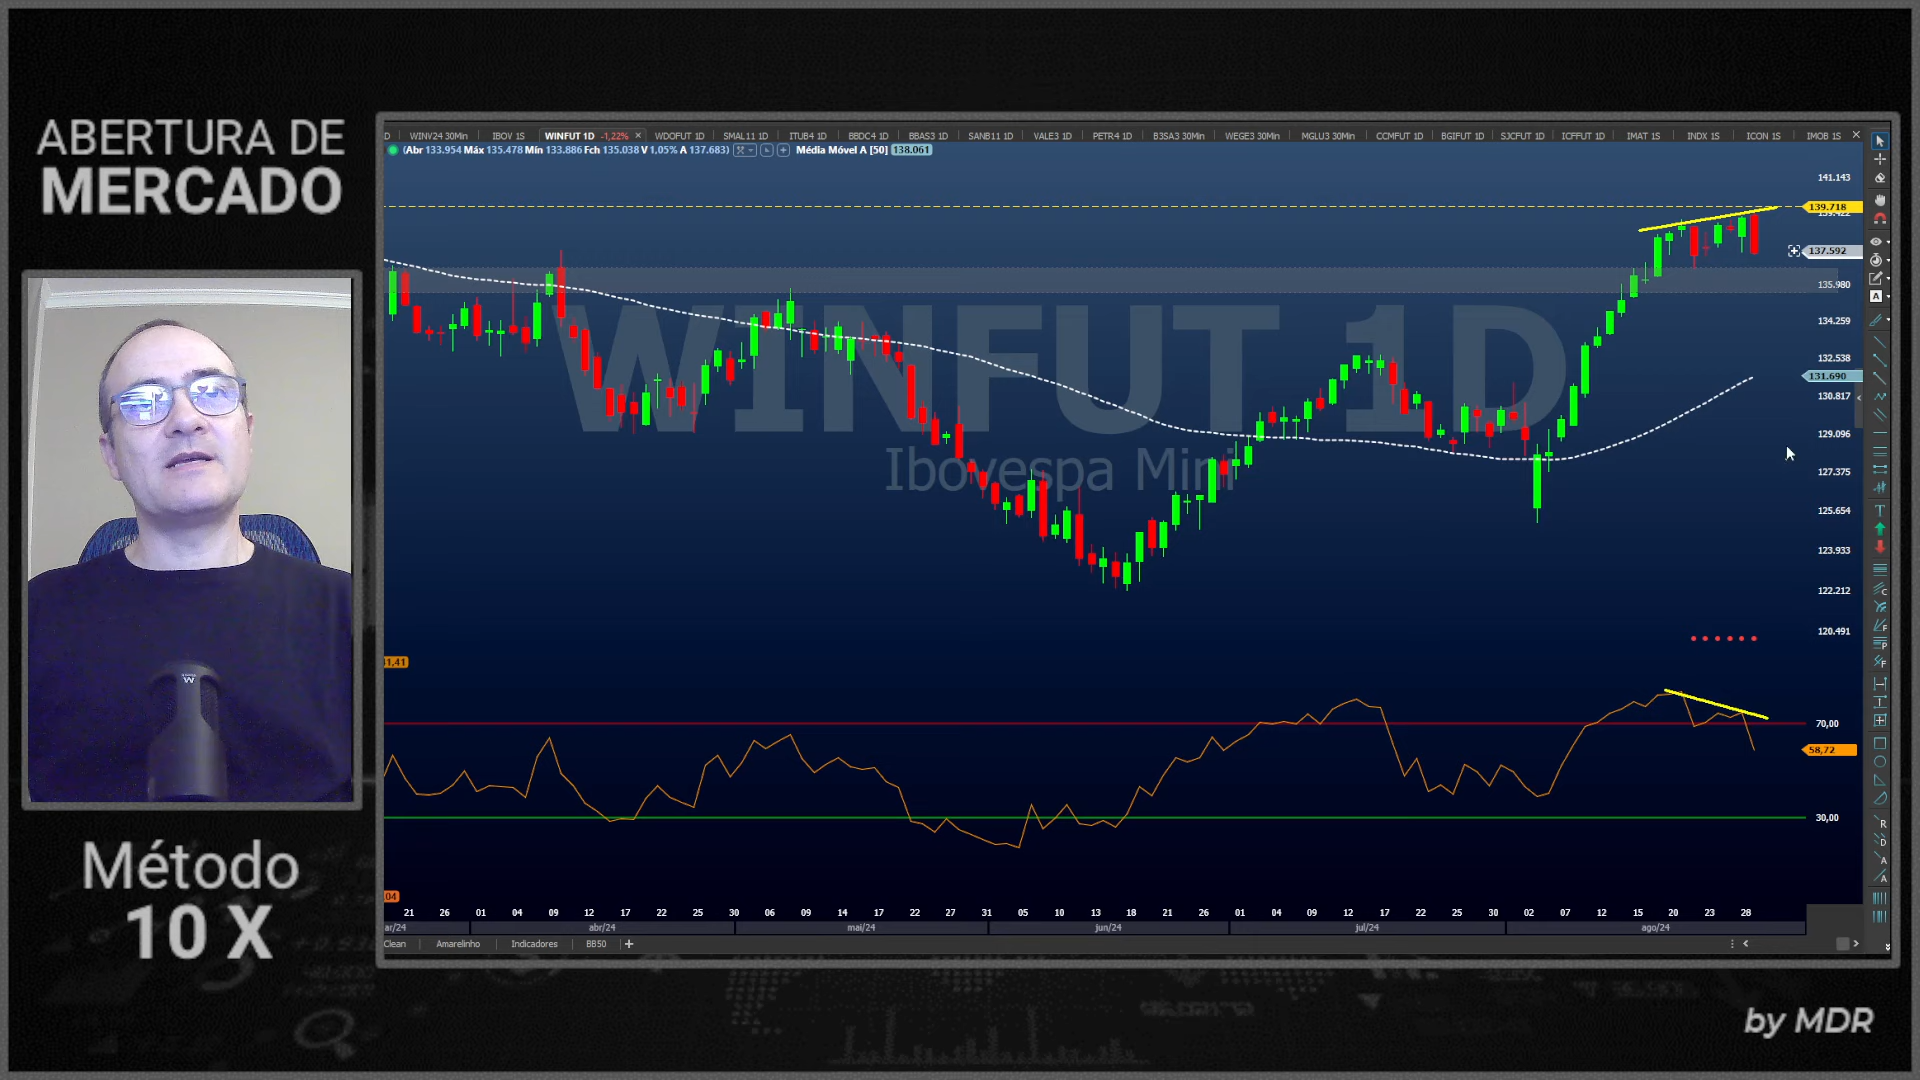 ABERTURA DE
MERCADO
Método
10 X
D WINV24 30Min IBOV 1S WINFUT 1D -1,22% × WDOFUT 1D SMAL11 1D ITUB4 1D BBDC4 1D BBAS3 1D SANB11 1D VALE3 1D PETR4 1D B3SA3 30Min WEGE3 30Min MGLU3 30Min CCMFUT 1D BGIFUT 1D SJCFUT 1D ICFFUT 1D IMAT 1S INDX 1S ICON 1S IMOB 1S ×
(Abr 133.954 Máx 135.478 Mín 133.886 Fch 135.038 V 1,05% A 137.683) Média Móvel A [50] 138.061
WINFUT 1D
Ibovespa Mini
141.143
139.718
137.592
135.980
134.259
132.538
131.690
130.817
129.096
127.375
125.654
123.933
122.212
120.491
70,00
58,72
30,00
21 26 01 04 09 12 17 22 25 30 06 09 14 17 22 27 31 05 10 13 18 21 26 01 04 09 12 17 22 25 30 02 07 12 15 20 23 28
ar/24 abr/24 mai/24 jun/24 jul/24 ago/24
Clean Amarelinho Indicadores BB50 +
by MDR